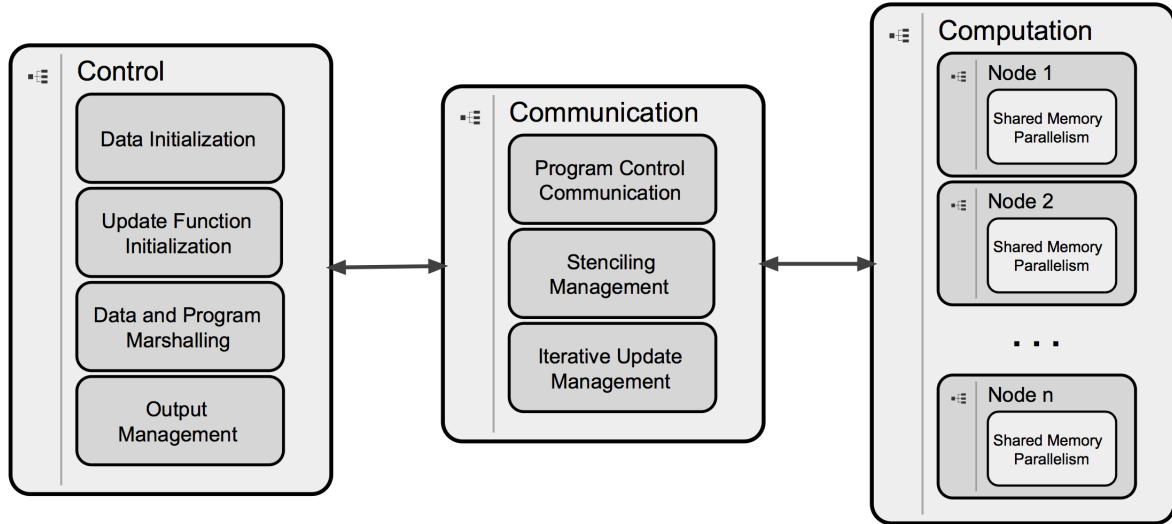 Control
Data Initialization
Update Function
Initialization
Data and Program
Marshalling
Output
Management
Communication
Program Control
Communication
Stenciling
Management
Iterative Update
Management
Computation
Node 1
Shared Memory
Parallelism
Node 2
Shared Memory
Parallelism
. . .
Node n
Shared Memory
Parallelism